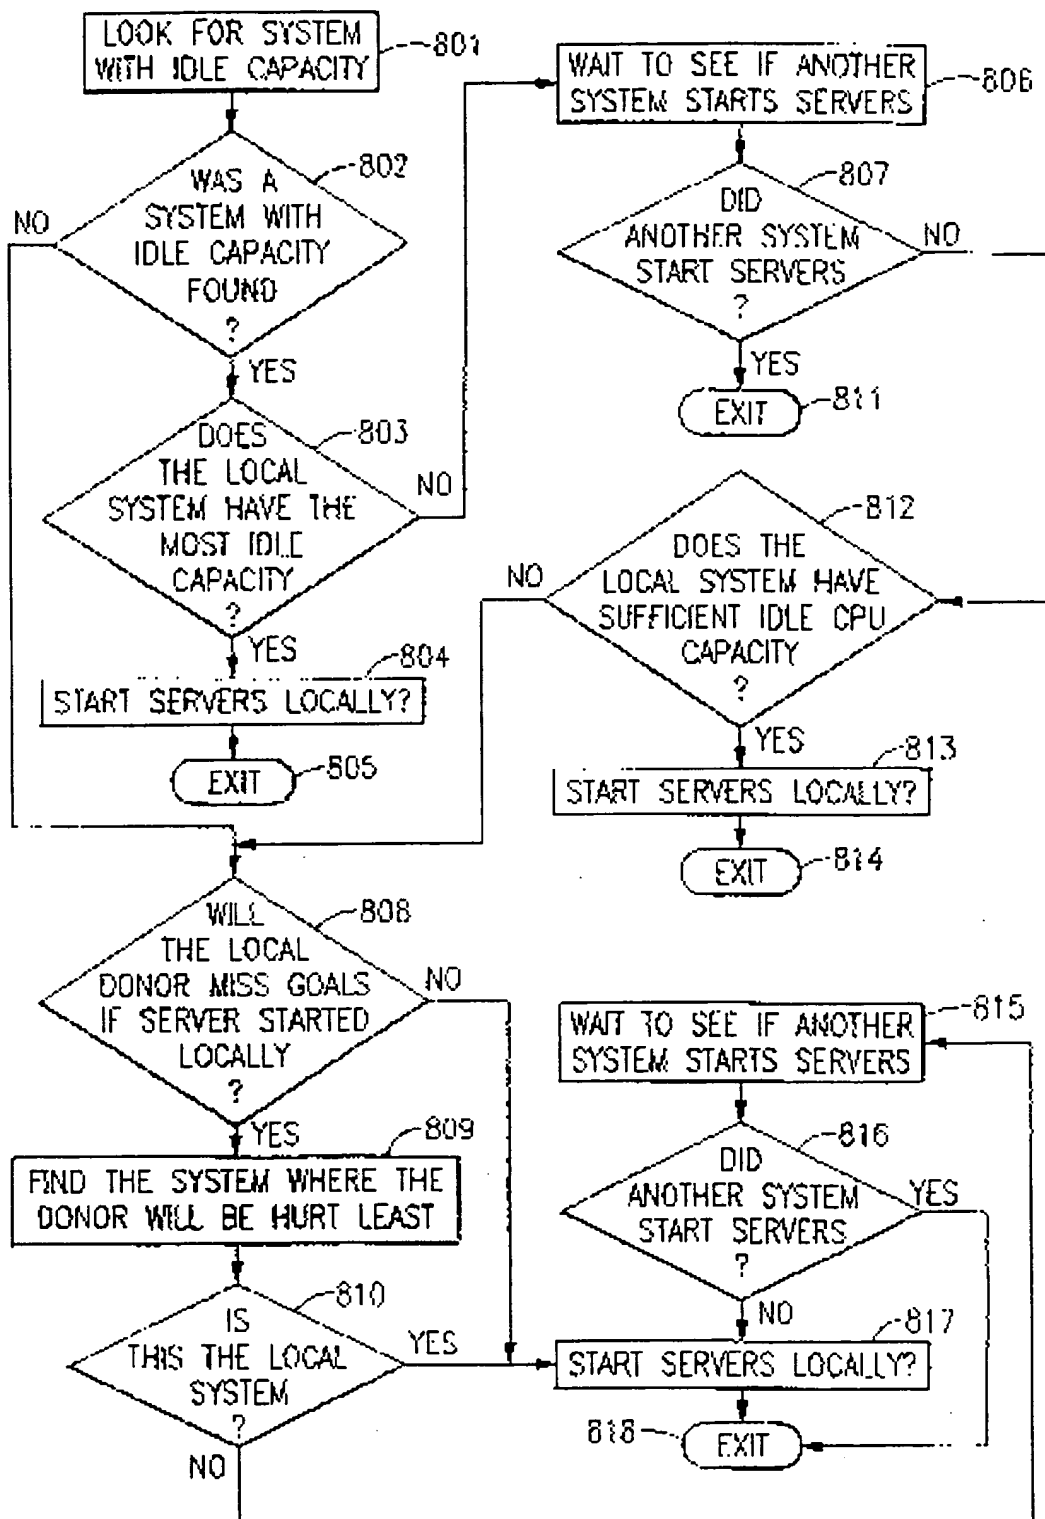 LOOK FOR SYSTEM
WITH IDLE CAPACITY
801
802
WAS A
SYSTEM WITH
IDLE CAPACITY
FOUND
?
NO
YES
803
DOES
THE LOCAL
SYSTEM HAVE THE
MOST IDLE
CAPACITY
?
NO
YES
804
START SERVERS LOCALLY?
EXIT
805
WAIT TO SEE IF ANOTHER
SYSTEM STARTS SERVERS
806
807
DID
ANOTHER SYSTEM
START SERVERS
?
NO
YES
EXIT
811
812
DOES THE
LOCAL SYSTEM HAVE
SUFFICIENT IDLE CPU
CAPACITY
?
NO
YES
813
START SERVERS LOCALLY?
EXIT
814
808
WILL
THE LOCAL
DONOR MISS GOALS
IF SERVER STARTED
LOCALLY
?
NO
YES
809
FIND THE SYSTEM WHERE THE
DONOR WILL BE HURT LEAST
810
IS
THIS THE LOCAL
SYSTEM
?
YES
NO
WAIT TO SEE IF ANOTHER
SYSTEM STARTS SERVERS
815
816
DID
ANOTHER SYSTEM
START SERVERS
?
YES
NO
817
START SERVERS LOCALLY?
818
EXIT